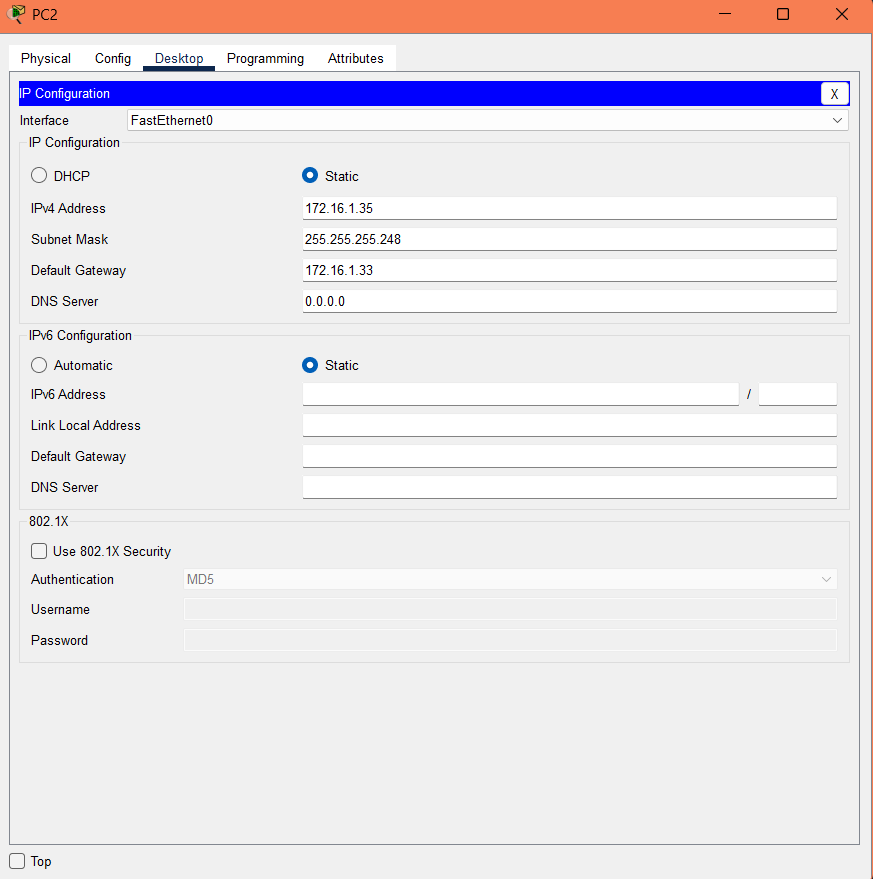 PC2
Physical Config Desktop Programming Attributes
IP Configuration X
Interface FastEthernet0
IP Configuration
DHCP Static
IPv4 Address 172.16.1.35
Subnet Mask 255.255.255.248
Default Gateway 172.16.1.33
DNS Server 0.0.0.0
IPv6 Configuration
Automatic Static
IPv6 Address /
Link Local Address
Default Gateway
DNS Server
802.1X
Use 802.1X Security
Authentication MD5
Username
Password
Top